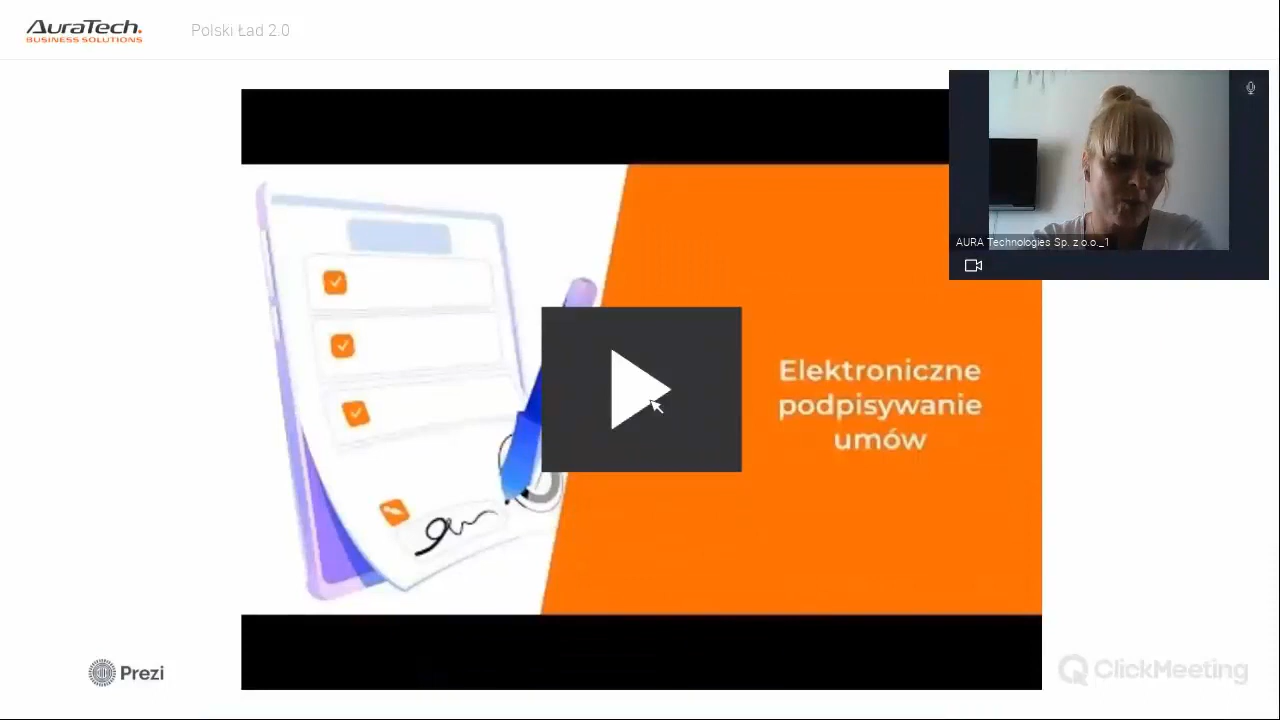 AuraTech.
BUSINESS SOLUTIONS
Polski Ład 2.0
AURA Technologies Sp. z.o.o._1
Elektroniczne
podpisywanie
umów
Prezi
ClickMeeting